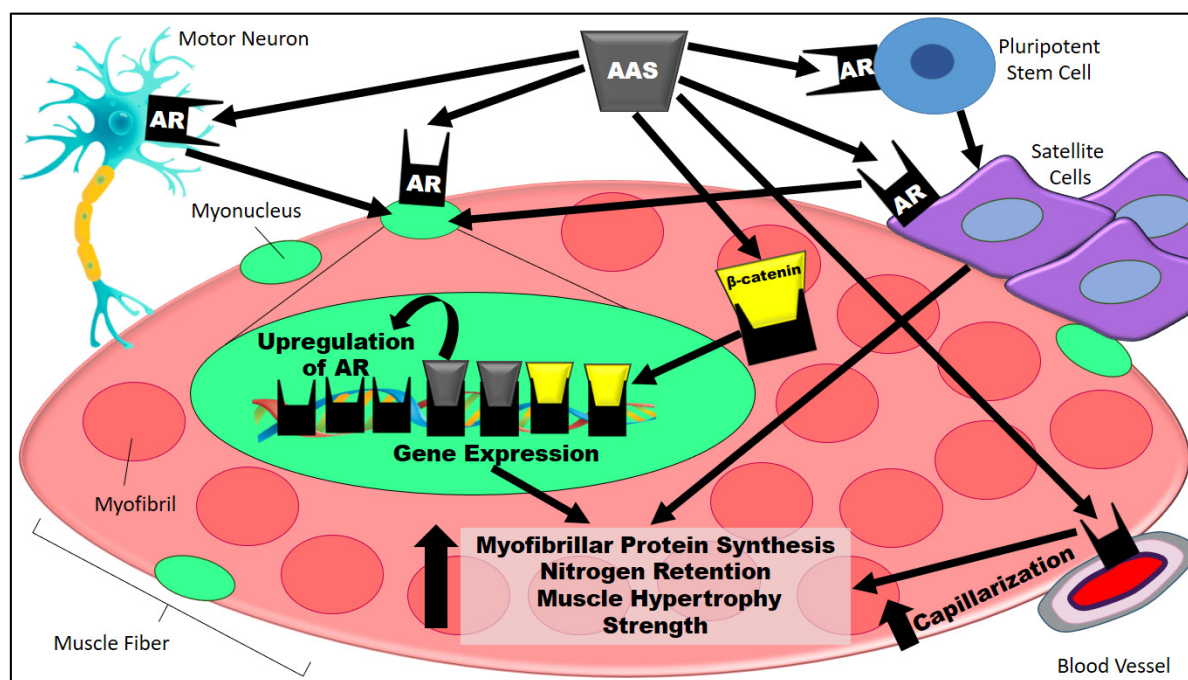 Motor Neuron
AAS
Pluripotent
Stem Cell
AR
AR
AR
AR
Satellite
Cells
Myonucleus
β-catenin
Upregulation
of AR
Gene Expression
Myofibril
Myofibrillar Protein Synthesis
Nitrogen Retention
Muscle Hypertrophy
Strength
Capillarization
Muscle Fiber
Blood Vessel